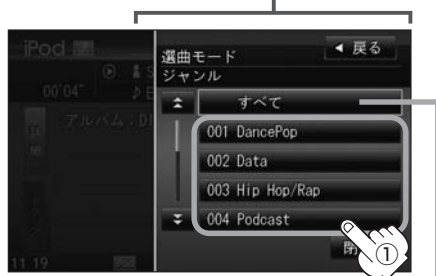 iPod
選曲モード
◀ 戻る
ジャンル
00'04"
すべて
アルバム:D
001 DancePop
002 Data
003 Hip Hop/Rap
004 Podcast
閉
①
11:19